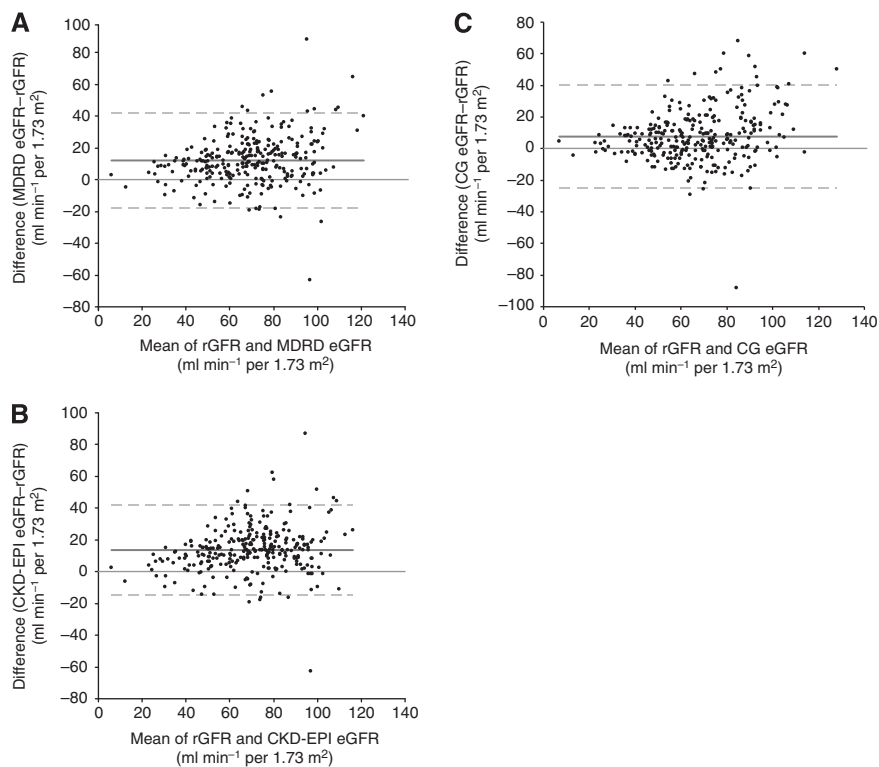 A
100
80
60
40
20
0
–20
–40
–60
–80
Difference (MDRD eGFR–rGFR)
(ml min–1 per 1.73 m2)
0 20 40 60 80 100 120 140
Mean of rGFR and MDRD eGFR
(ml min–1 per 1.73 m2)
B
100
80
60
40
20
0
–20
–40
–60
–80
Difference (CKD-EPI eGFR–rGFR)
(ml min–1 per 1.73 m2)
0 20 40 60 80 100 120 140
Mean of rGFR and CKD-EPI eGFR
(ml min–1 per 1.73 m2)
C
80
60
40
20
0
–20
–40
–60
–80
–100
Difference (CG eGFR–rGFR)
(ml min–1 per 1.73 m2)
0 20 40 60 80 100 120 140
Mean of rGFR and CG eGFR
(ml min–1 per 1.73 m2)